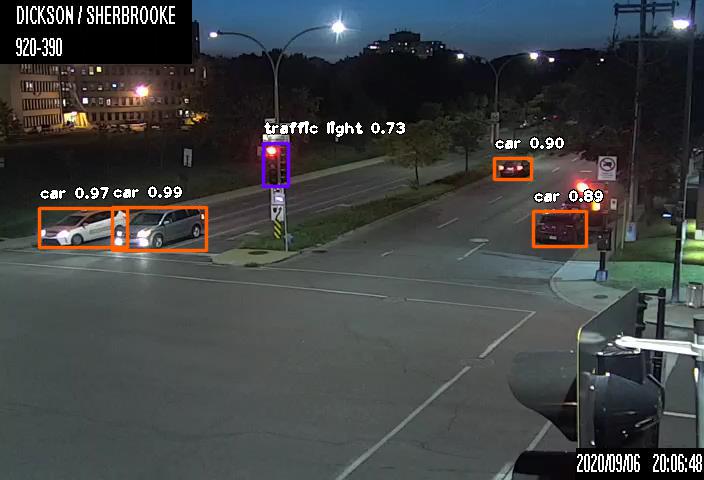 DICKSON / SHERBROOKE
920-390
traffic light 0.73
car 0.90
car 0.97
car 0.99
car 0.89
2020/09/06 20:06:48